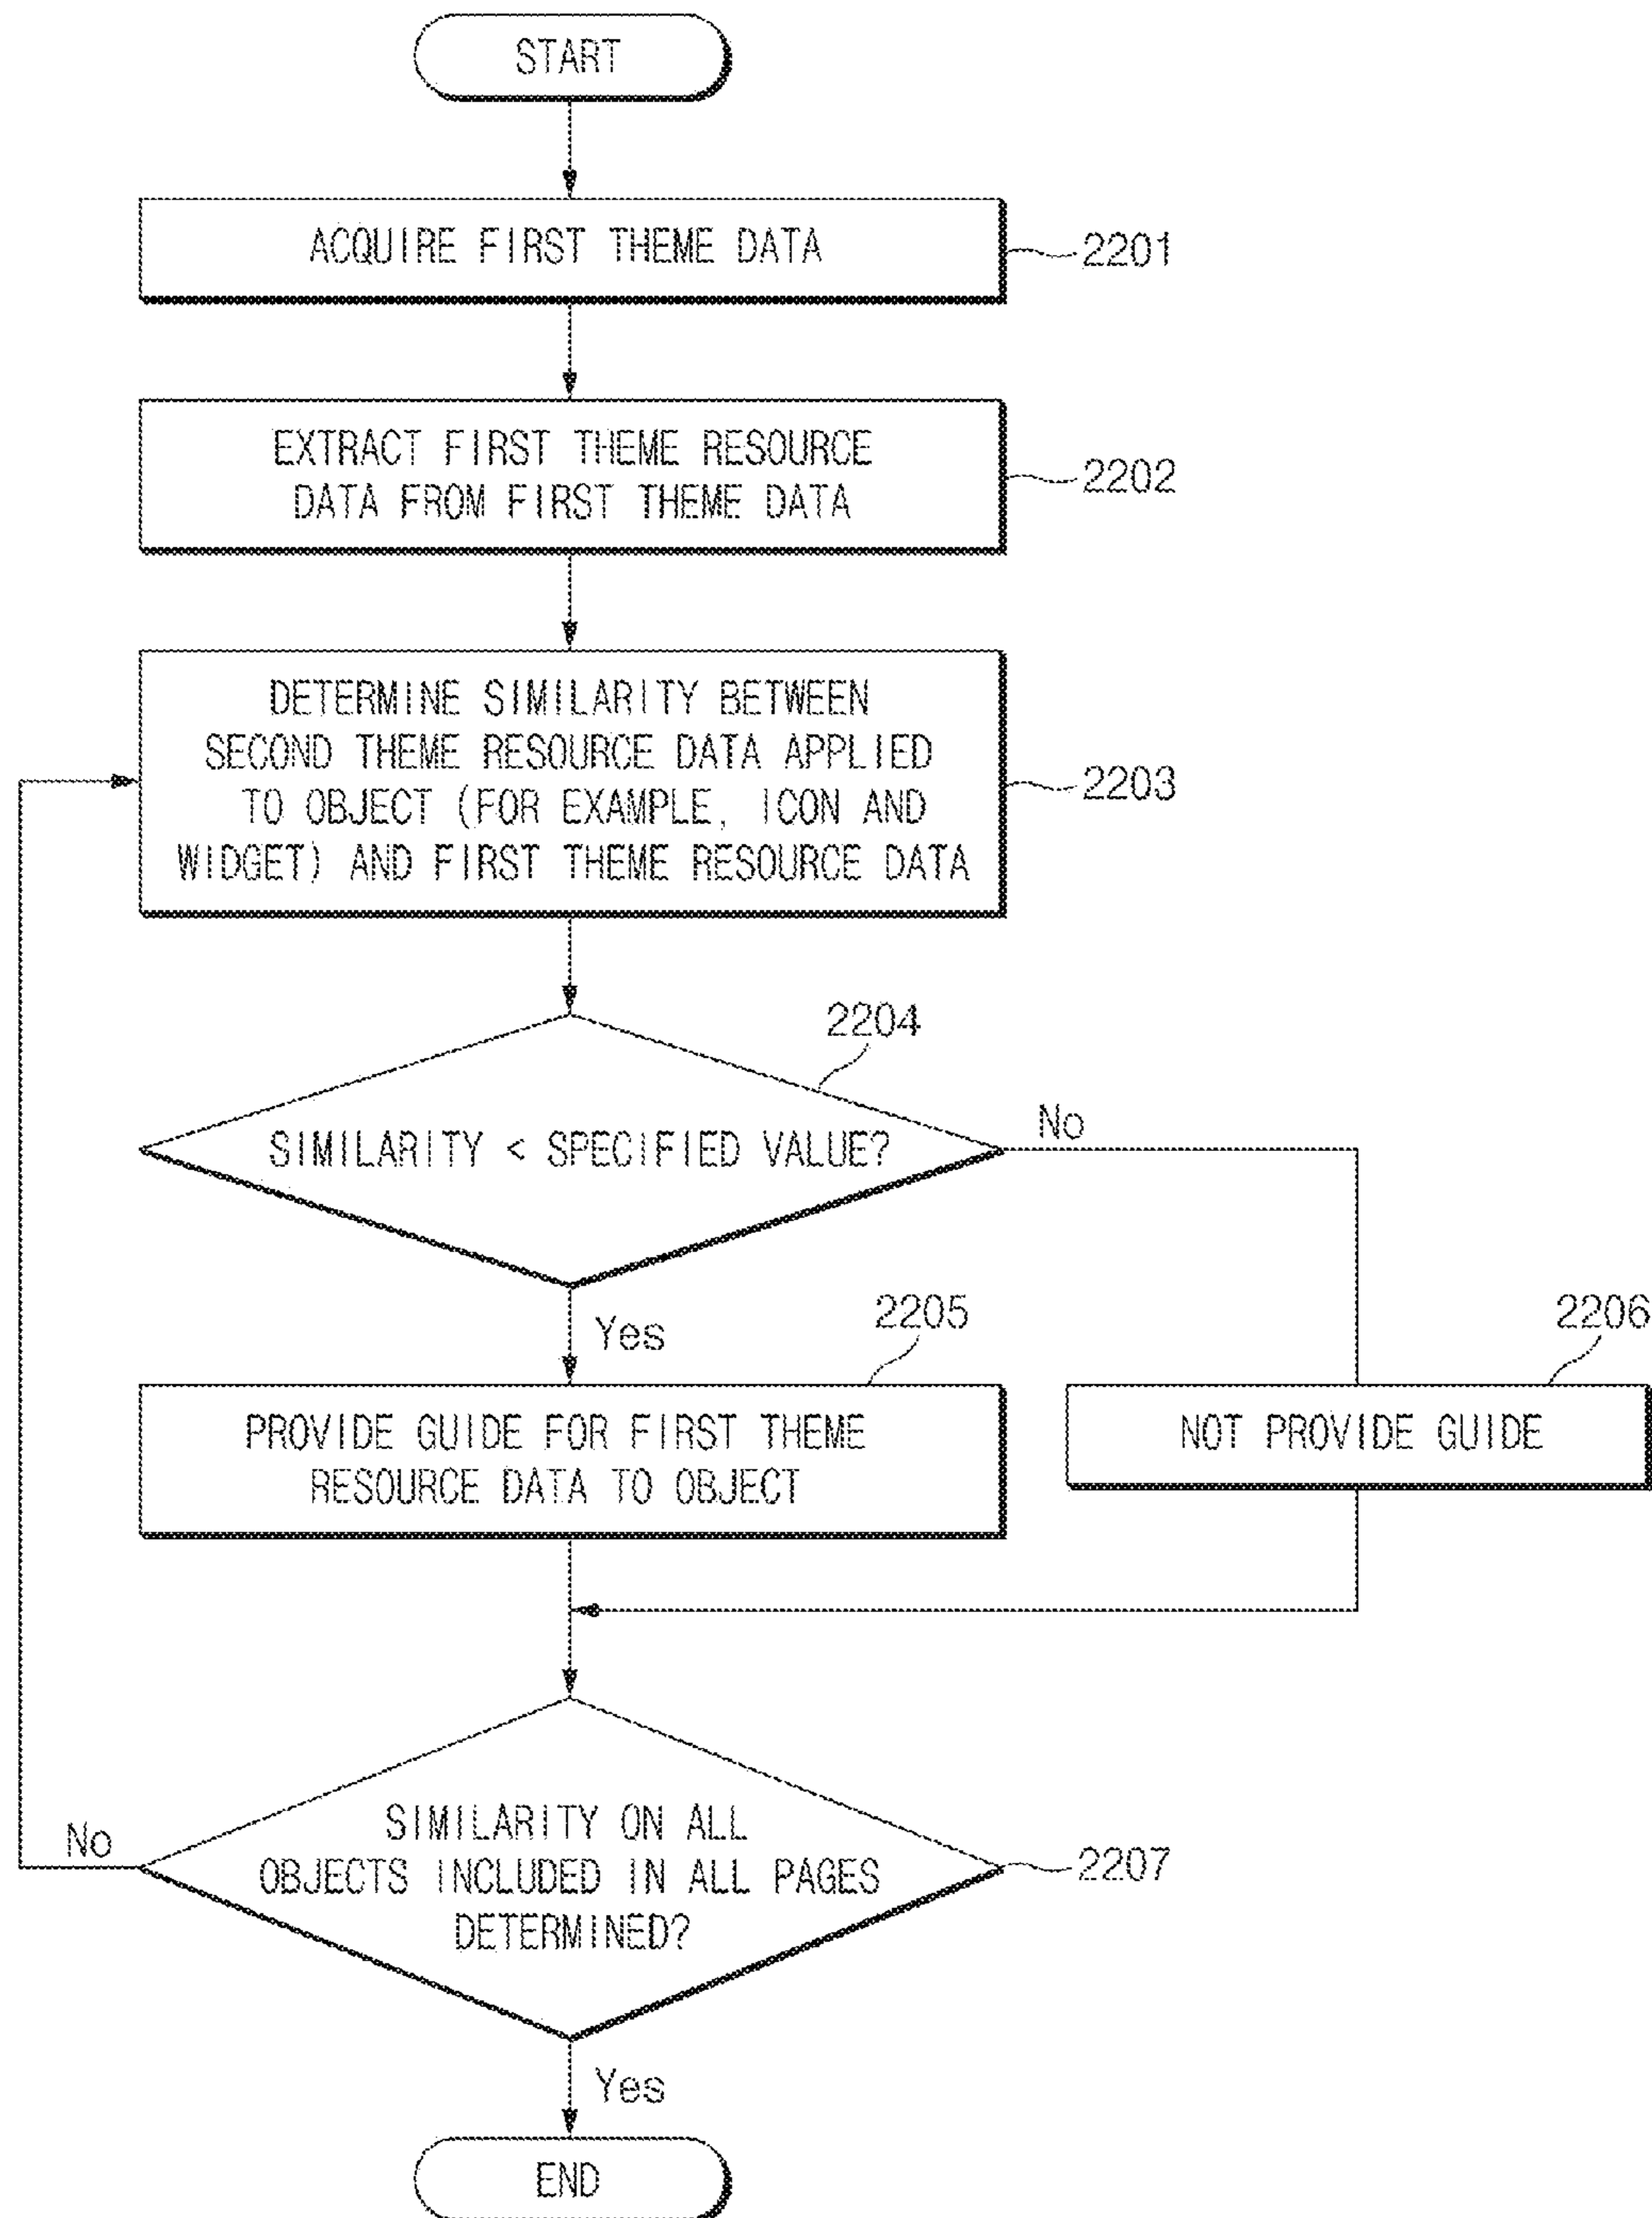 START
ACQUIRE FIRST THEME DATA
2201
EXTRACT FIRST THEME RESOURCE
DATA FROM FIRST THEME DATA
2202
DETERMINE SIMILARITY BETWEEN
SECOND THEME RESOURCE DATA APPLIED
TO OBJECT (FOR EXAMPLE, ICON AND
WIDGET) AND FIRST THEME RESOURCE DATA
2203
2204
SIMILARITY < SPECIFIED VALUE?
No
Yes
2205
2206
PROVIDE GUIDE FOR FIRST THEME
RESOURCE DATA TO OBJECT
NOT PROVIDE GUIDE
No
SIMILARITY ON ALL
OBJECTS INCLUDED IN ALL PAGES
DETERMINED?
2207
Yes
END